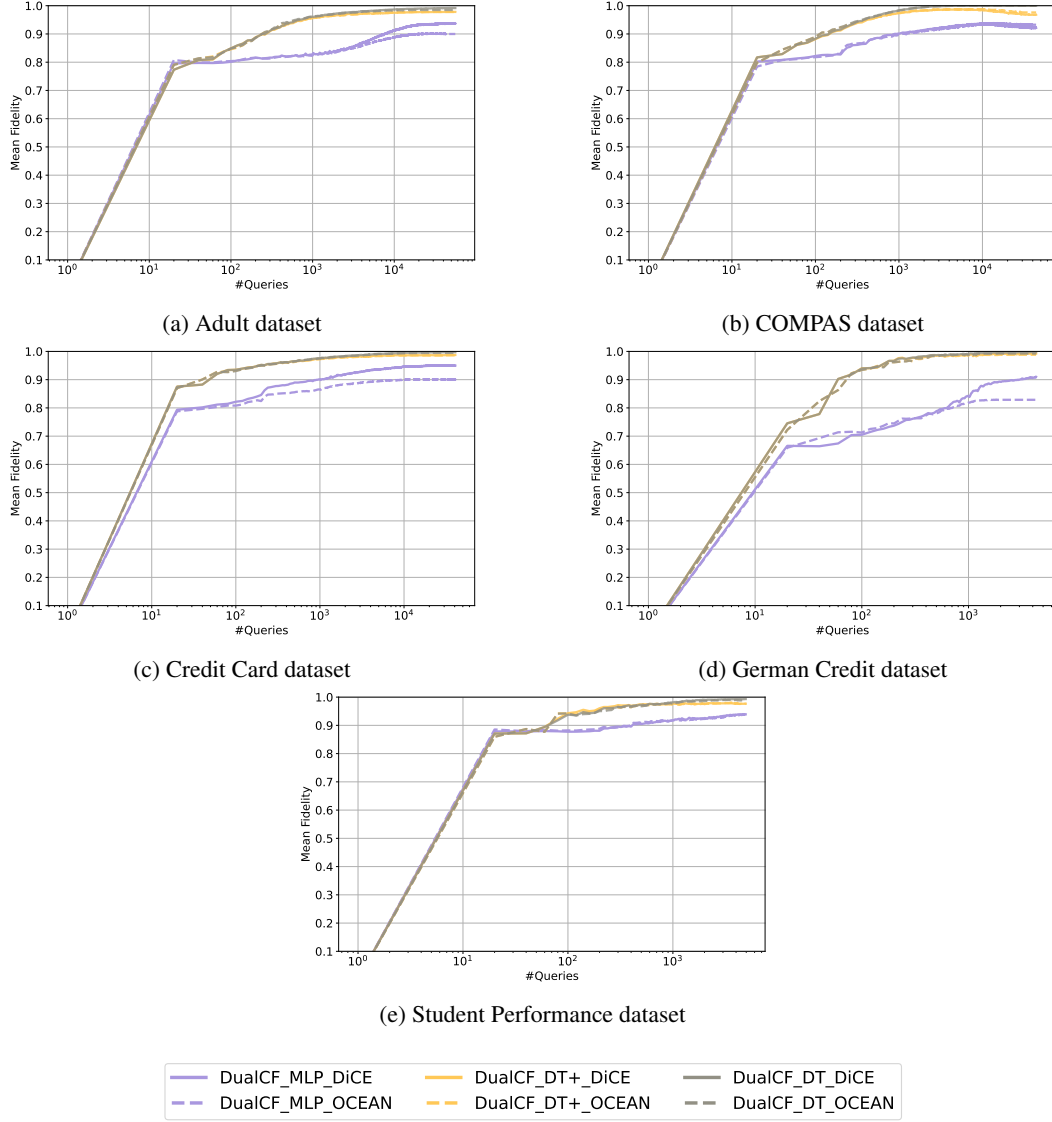 1.0
0.9
0.8
0.7
0.6
0.5
0.4
0.3
0.2
0.1
Mean Fidelity
10^0 10^1 10^2 10^3 10^4
#Queries
(a) Adult dataset
1.0
0.9
0.8
0.7
0.6
0.5
0.4
0.3
0.2
0.1
Mean Fidelity
10^0 10^1 10^2 10^3 10^4
#Queries
(b) COMPAS dataset
1.0
0.9
0.8
0.7
0.6
0.5
0.4
0.3
0.2
0.1
Mean Fidelity
10^0 10^1 10^2 10^3 10^4
#Queries
(c) Credit Card dataset
1.0
0.9
0.8
0.7
0.6
0.5
0.4
0.3
0.2
0.1
Mean Fidelity
10^0 10^1 10^2 10^3
#Queries
(d) German Credit dataset
1.0
0.9
0.8
0.7
0.6
0.5
0.4
0.3
0.2
0.1
Mean Fidelity
10^0 10^1 10^2 10^3
#Queries
(e) Student Performance dataset
DualCF_MLP_DiCE DualCF_DT+_DiCE DualCF_DT_DiCE
DualCF_MLP_OCEAN DualCF_DT+_OCEAN DualCF_DT_OCEAN